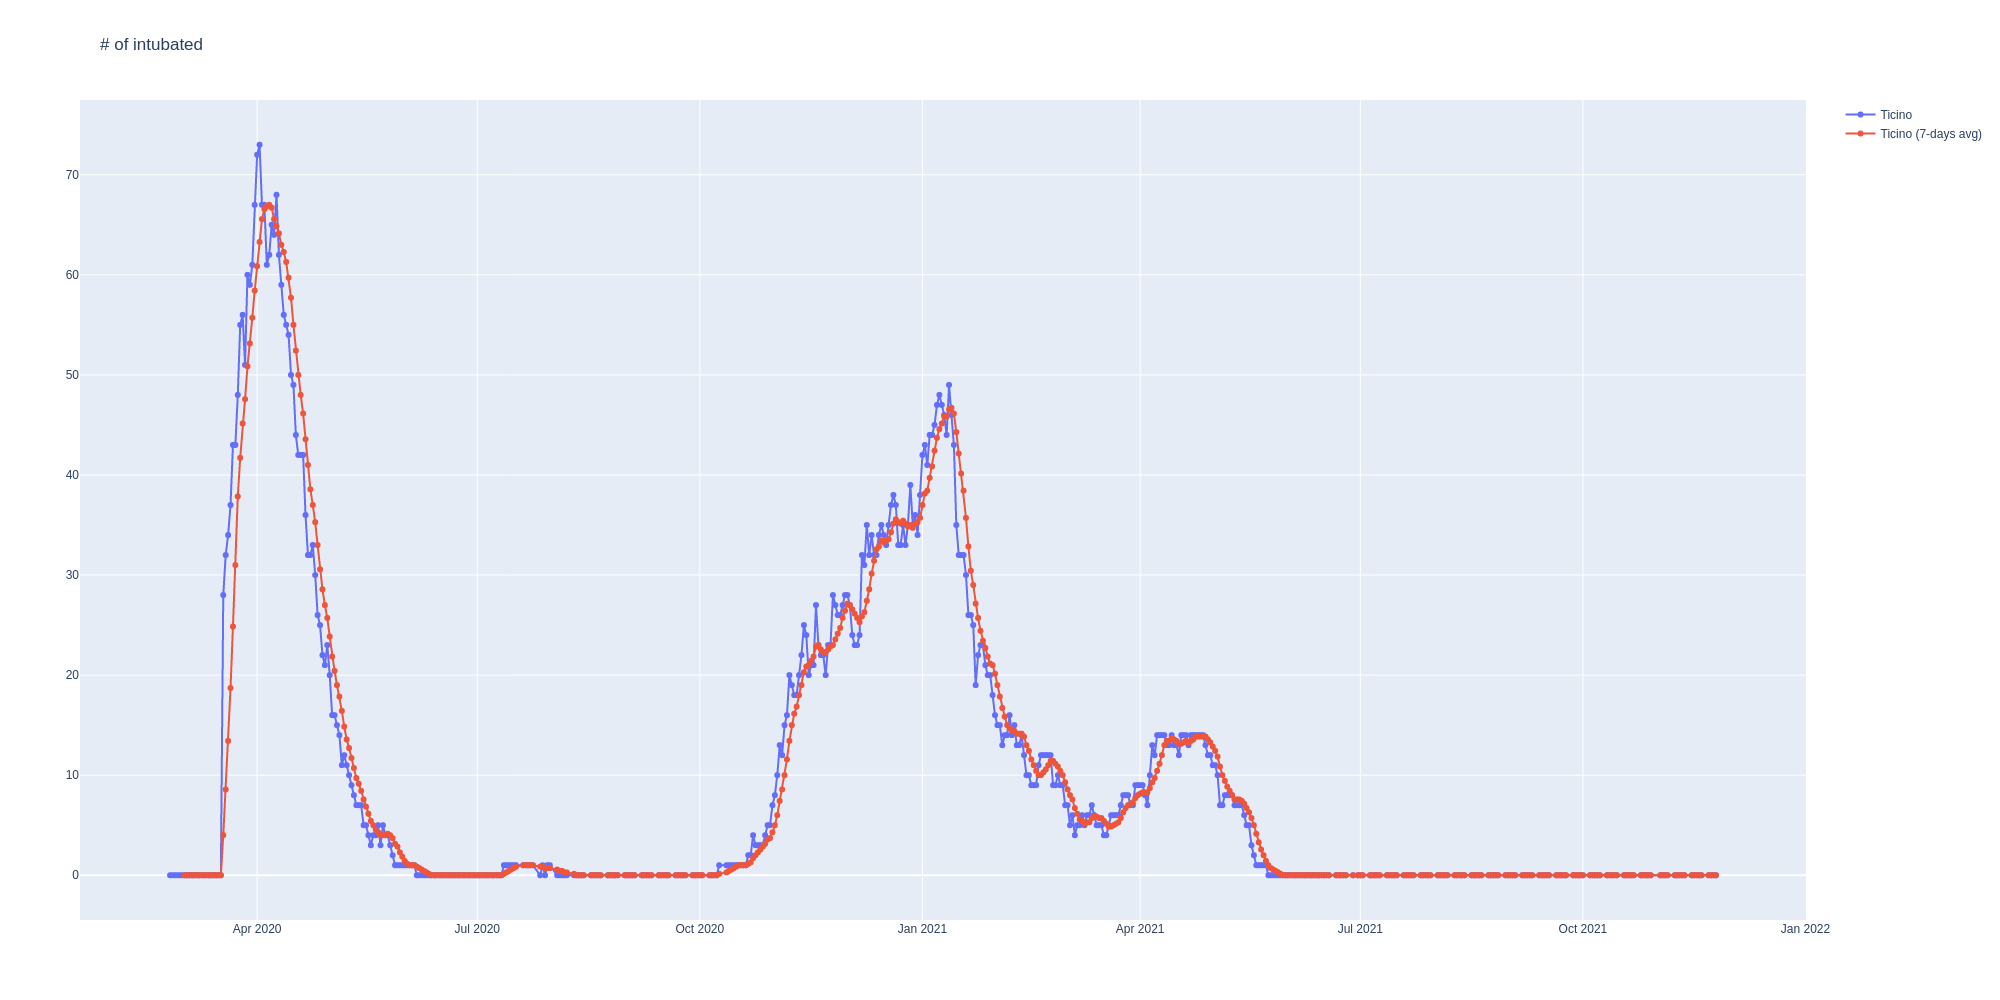 # of intubated
Ticino
Ticino (7-days avg)
70
60
50
40
30
20
10
0
Apr 2020
Jul 2020
Oct 2020
Jan 2021
Apr 2021
Jul 2021
Oct 2021
Jan 2022